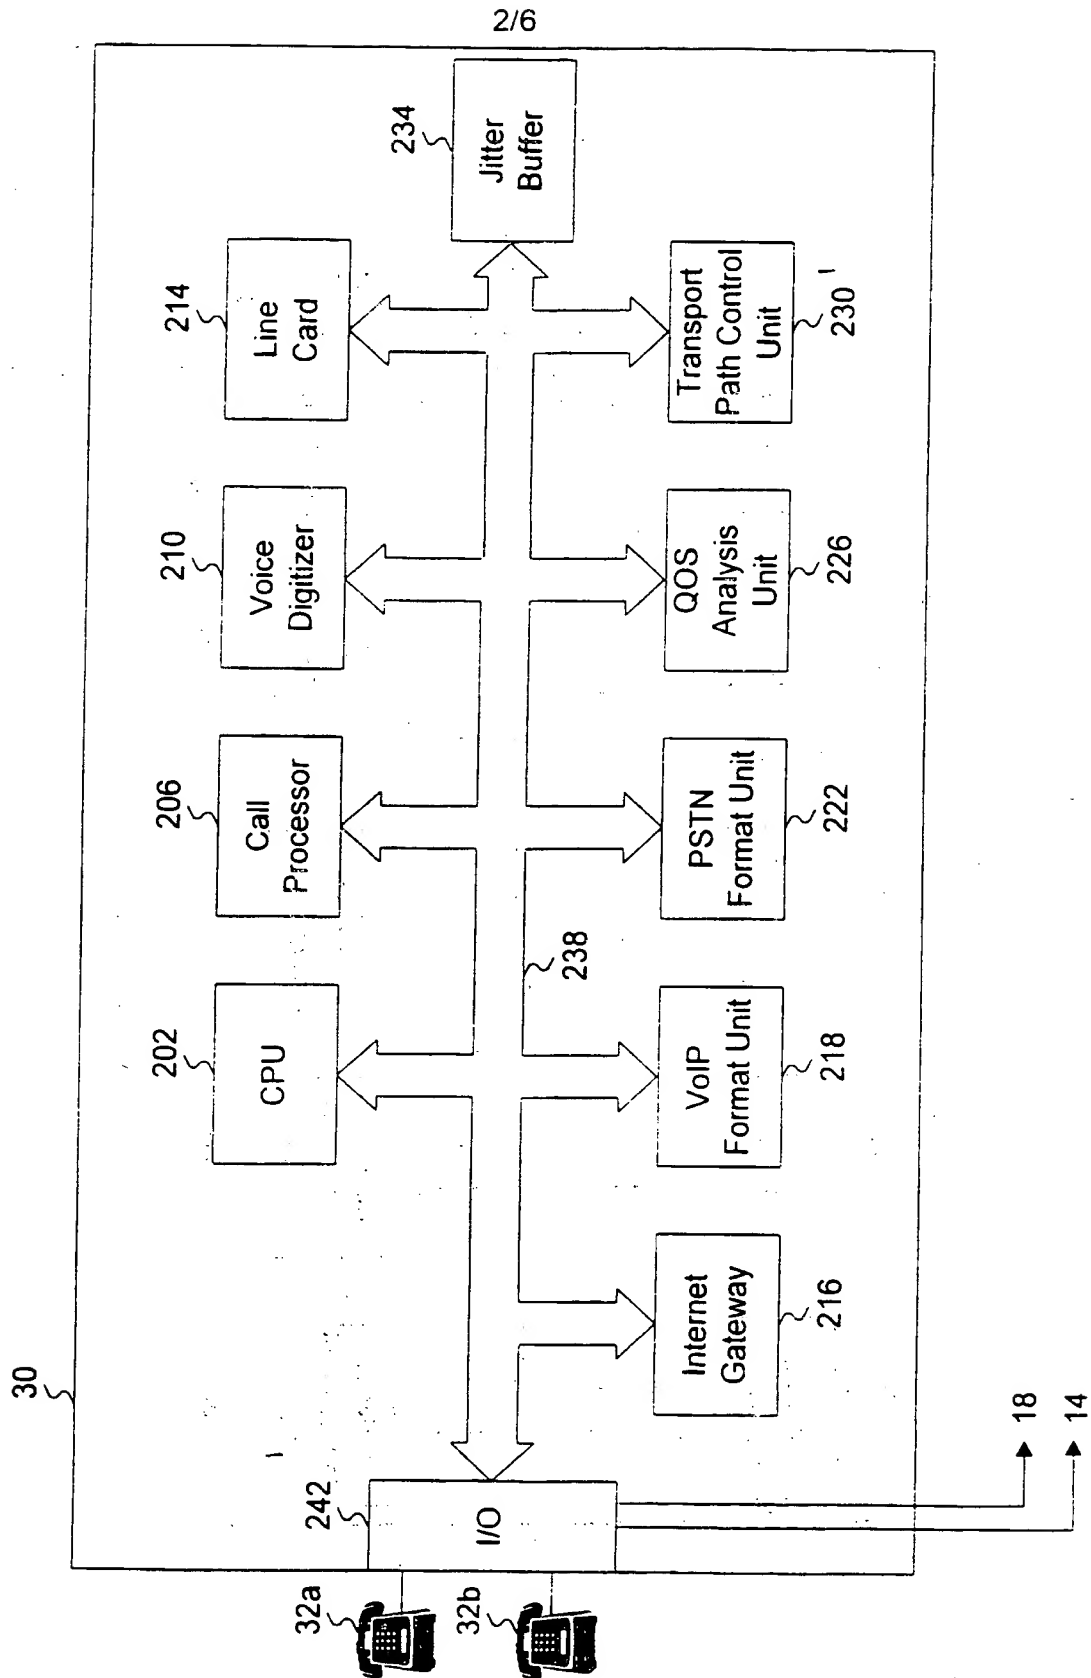 2/6
30
202
CPU
206
Call
Processor
210
Voice
Digitizer
214
Line
Card
234
Jitter
Buffer
242
I/O
32a
32b
238
Internet
Gateway
216
VoIP
Format Unit
218
PSTN
Format Unit
222
QOS
Analysis
Unit
226
Transport
Path Control
Unit
230
18
14